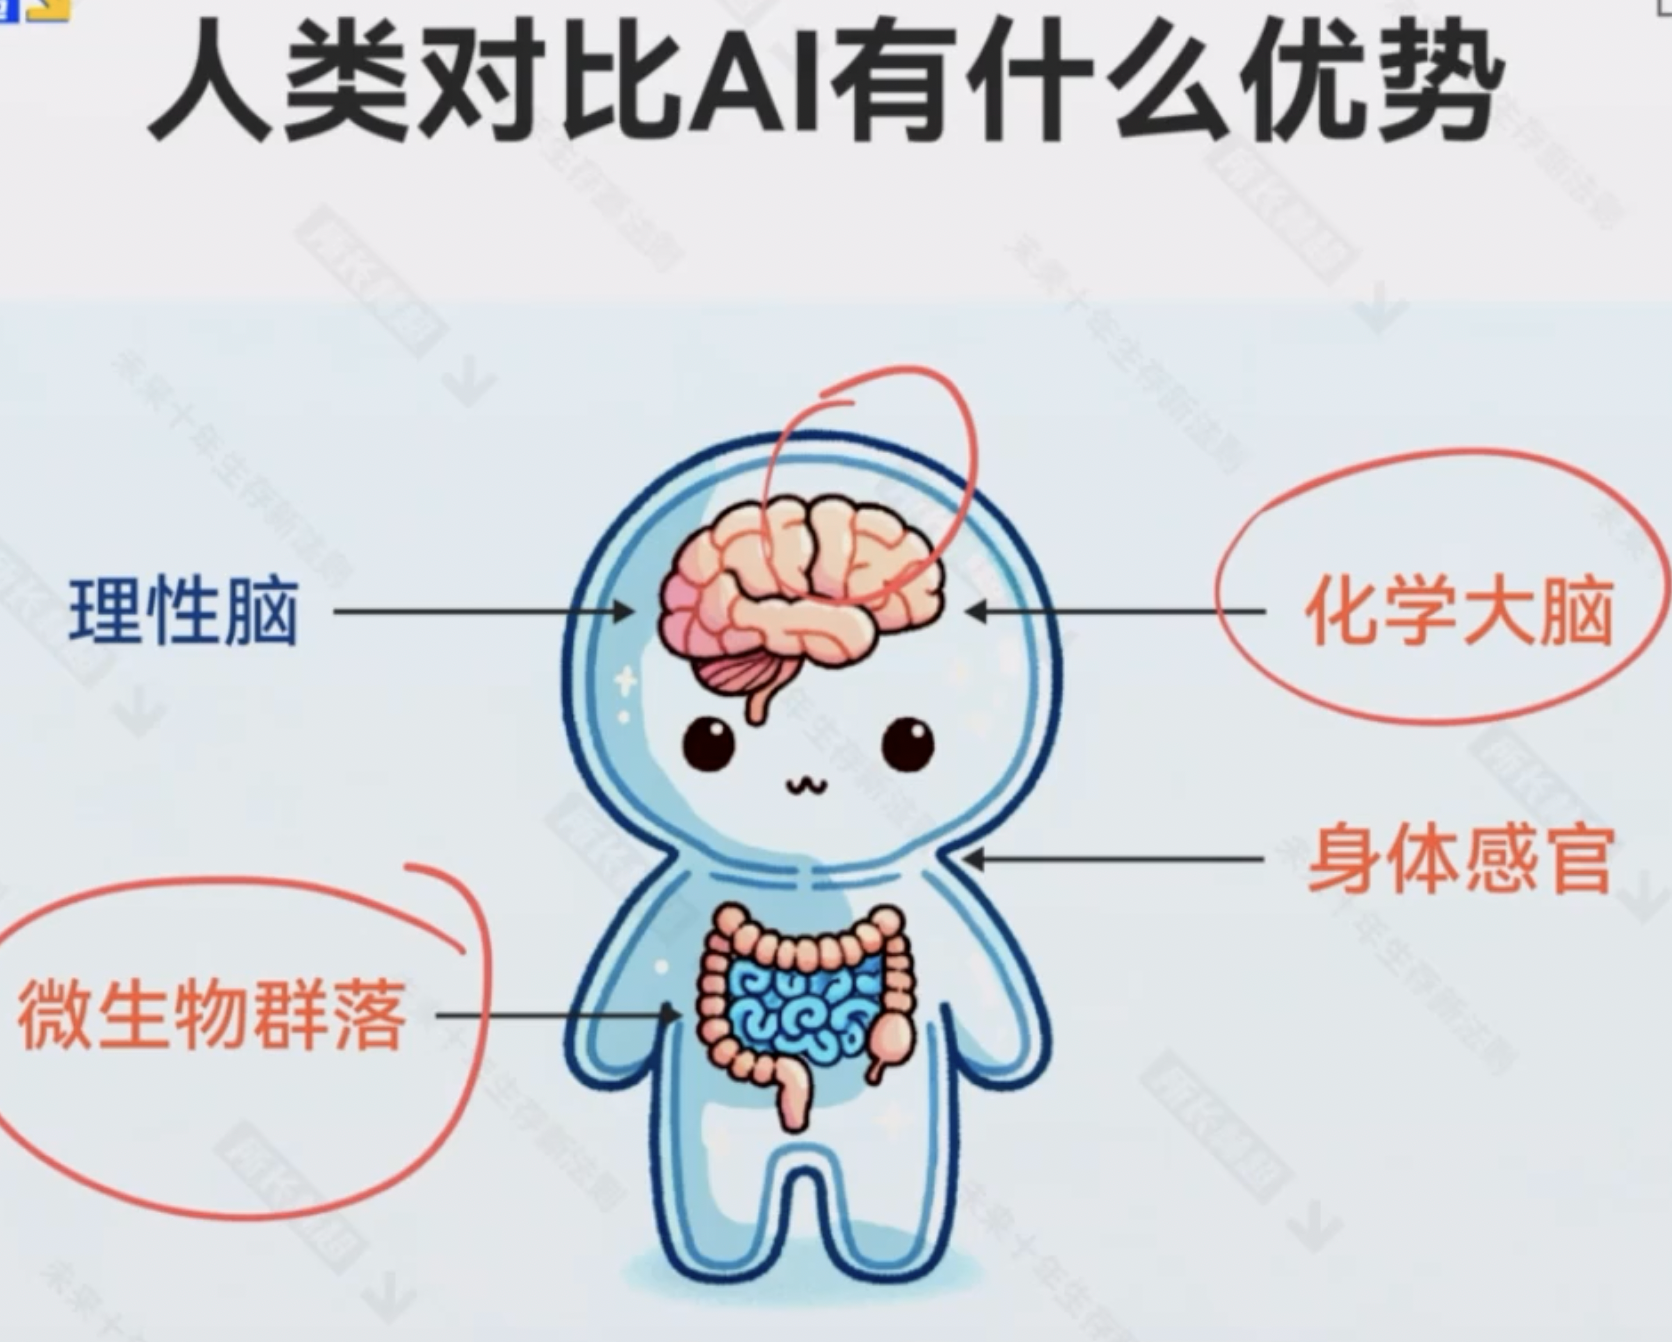 人类对比AI有什么优势
理性脑
化学大脑
身体感官
微生物群落
未来十年生存新法则